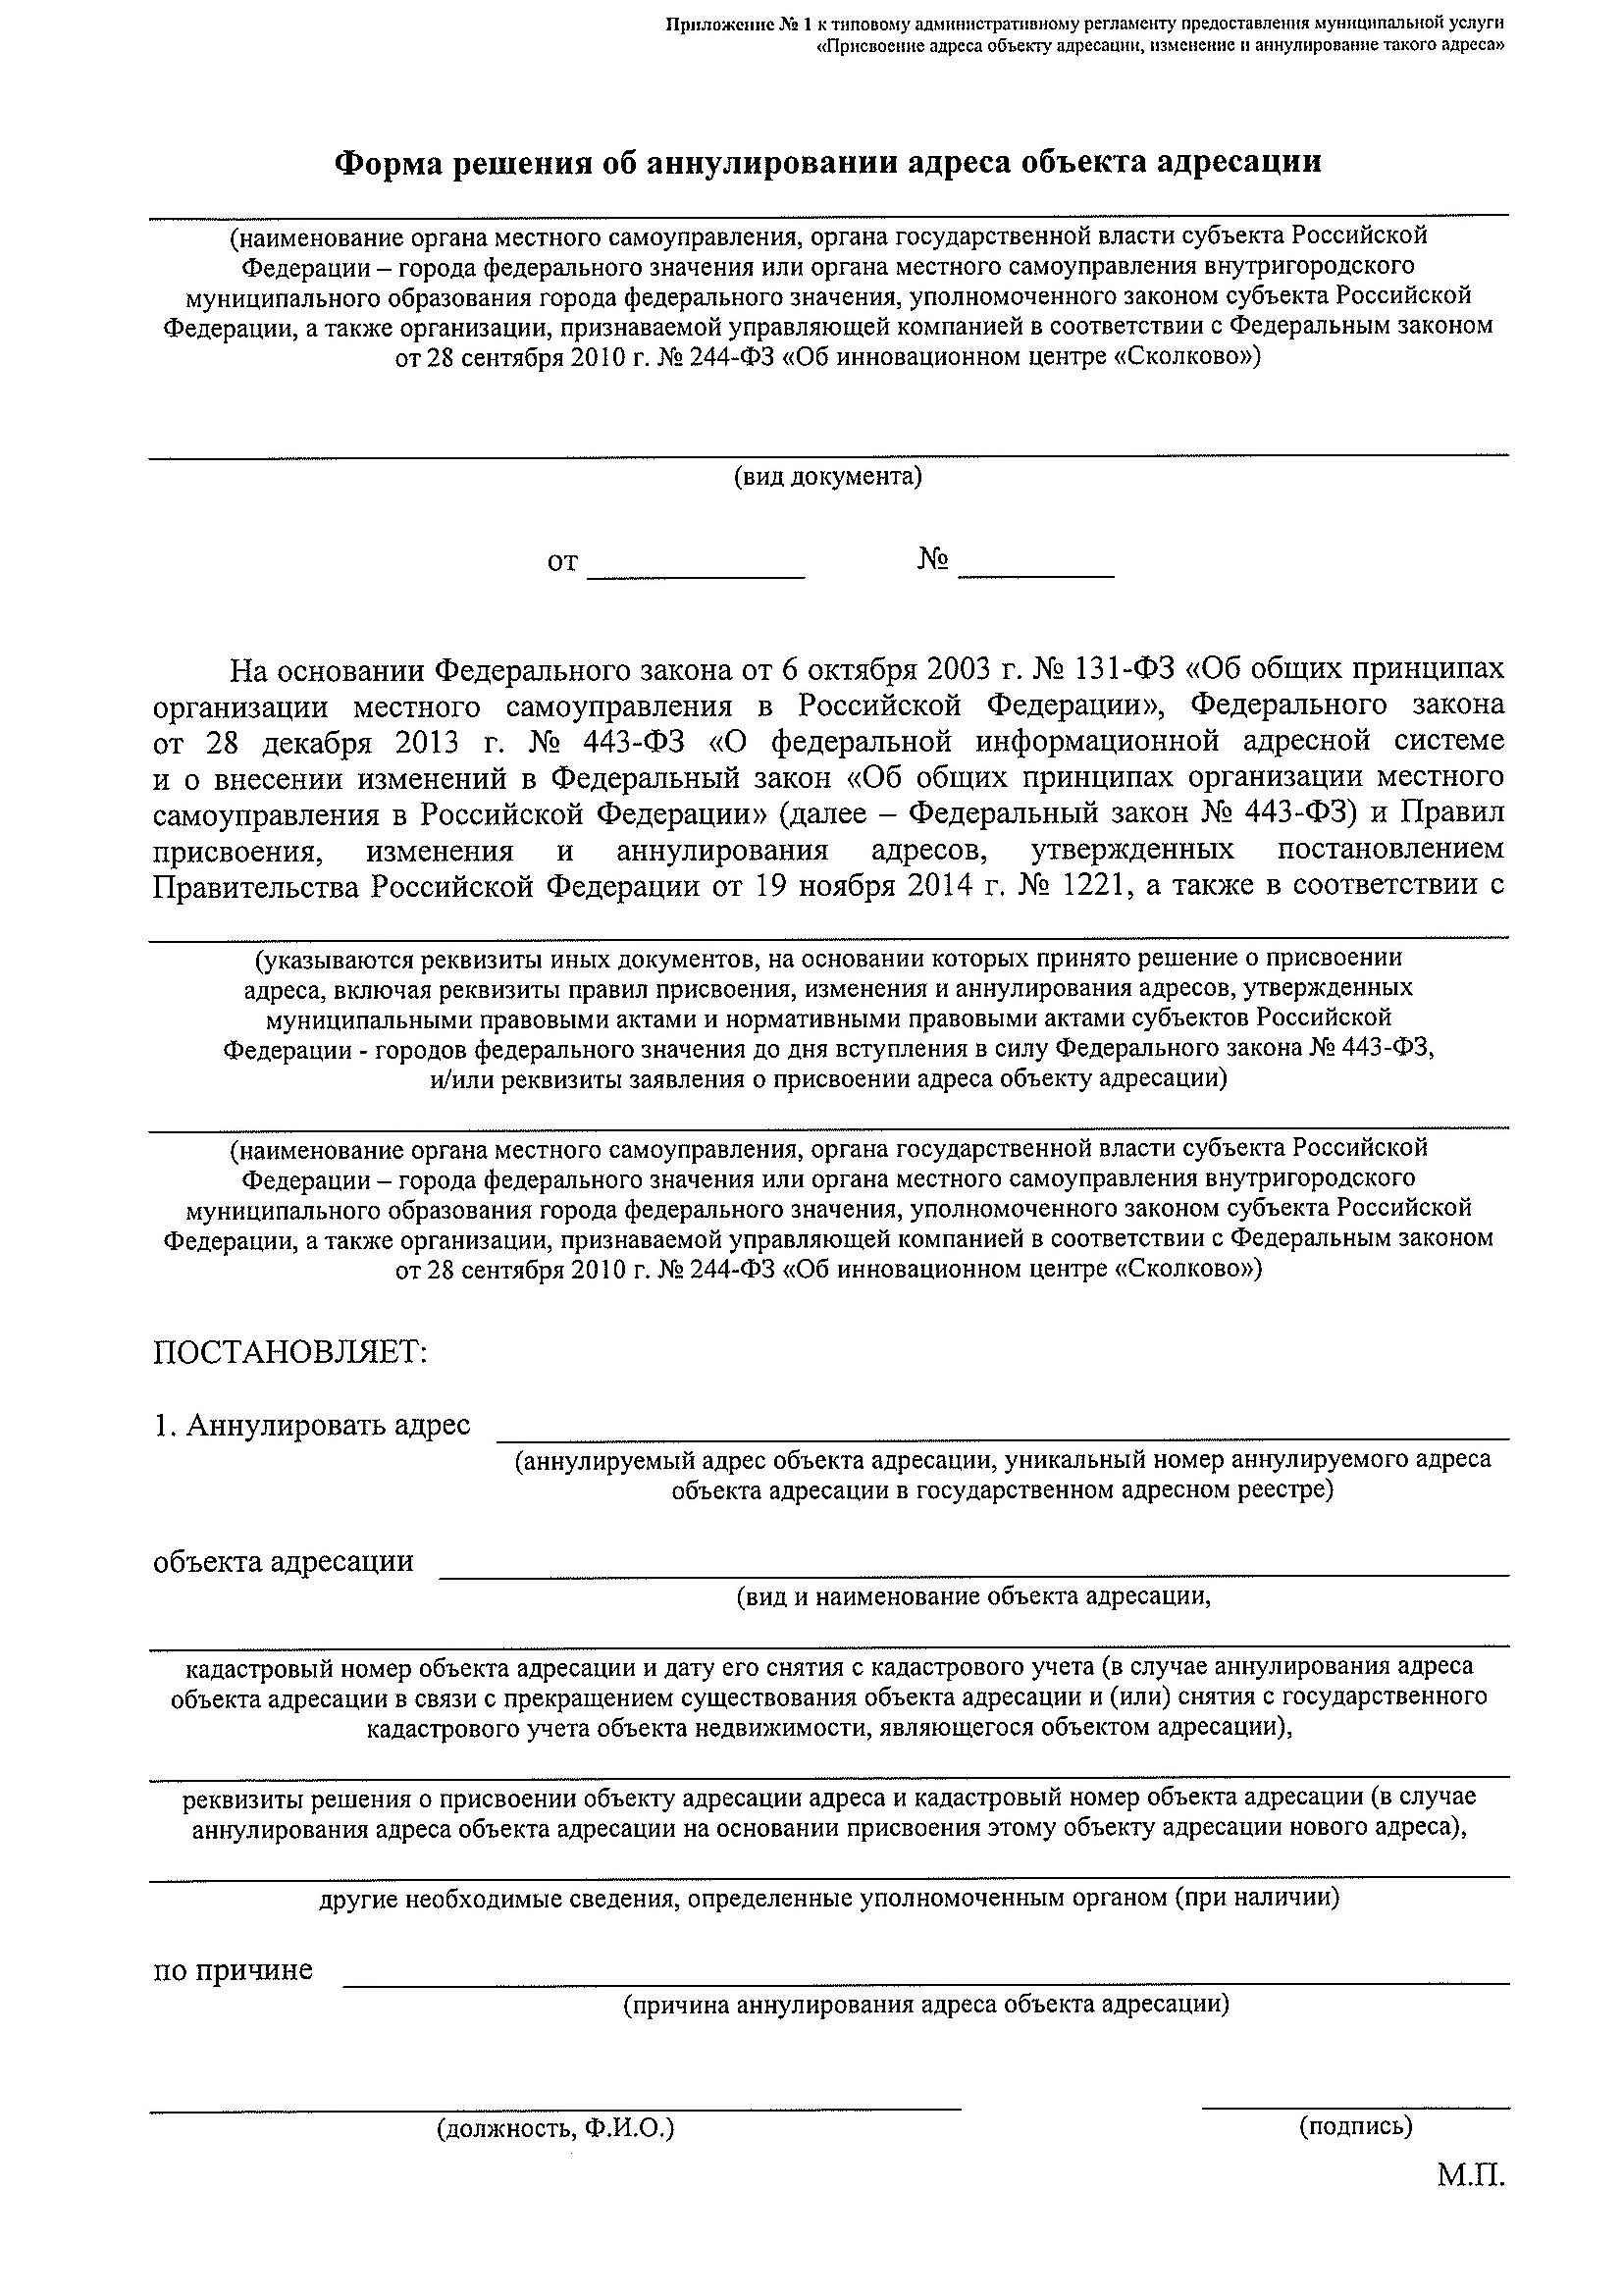 Приложение № 1 к типовому административному регламенту предоставления муниципальной услуги
«Присвоение адреса объекту адресации, изменение и аннулирование такого адреса»
Форма решения об аннулировании адреса объекта адресации
(наименование органа местного самоуправления, органа государственной власти субъекта Российской
Федерации – города федерального значения или органа местного самоуправления внутригородского
муниципального образования города федерального значения, уполномоченного законом субъекта Российской
Федерации, а также организации, признаваемой управляющей компанией в соответствии с Федеральным законом
от 28 сентября 2010 г. № 244-ФЗ «Об инновационном центре «Сколково»)
(вид документа)
от ____________ № ____________
На основании Федерального закона от 6 октября 2003 г. № 131-ФЗ «Об общих принципах
организации местного самоуправления в Российской Федерации», Федерального закона
от 28 декабря 2013 г. № 443-ФЗ «О федеральной информационной адресной системе
и о внесении изменений в Федеральный закон «Об общих принципах организации местного
самоуправления в Российской Федерации» (далее – Федеральный закон № 443-ФЗ) и Правил
присвоения, изменения и аннулирования адресов, утвержденных постановлением
Правительства Российской Федерации от 19 ноября 2014 г. № 1221, а также в соответствии с
(указываются реквизиты иных документов, на основании которых принято решение о присвоении
адреса, включая реквизиты правил присвоения, изменения и аннулирования адресов, утвержденных
муниципальными правовыми актами и нормативными правовыми актами субъектов Российской
Федерации - городов федерального значения до дня вступления в силу Федерального закона № 443-ФЗ,
и/или реквизиты заявления о присвоении адреса объекту адресации)
(наименование органа местного самоуправления, органа государственной власти субъекта Российской
Федерации – города федерального значения или органа местного самоуправления внутригородского
муниципального образования города федерального значения, уполномоченного законом субъекта Российской
Федерации, а также организации, признаваемой управляющей компанией в соответствии с Федеральным законом
от 28 сентября 2010 г. № 244-ФЗ «Об инновационном центре «Сколково»)
ПОСТАНОВЛЯЕТ:
1. Аннулировать адрес
(аннулируемый адрес объекта адресации, уникальный номер аннулируемого адреса
объекта адресации в государственном адресном реестре)
объекта адресации
(вид и наименование объекта адресации,
кадастровый номер объекта адресации и дату его снятия с кадастрового учета (в случае аннулирования адреса
объекта адресации в связи с прекращением существования объекта адресации и (или) снятия с государственного
кадастрового учета объекта недвижимости, являющегося объектом адресации),
реквизиты решения о присвоении объекту адресации адреса и кадастровый номер объекта адресации (в случае
аннулирования адреса объекта адресации на основании присвоения этому объекту адресации нового адреса),
другие необходимые сведения, определенные уполномоченным органом (при наличии)
по причине
(причина аннулирования адреса объекта адресации)
(должность, Ф.И.О.) (подпись)
М.П.